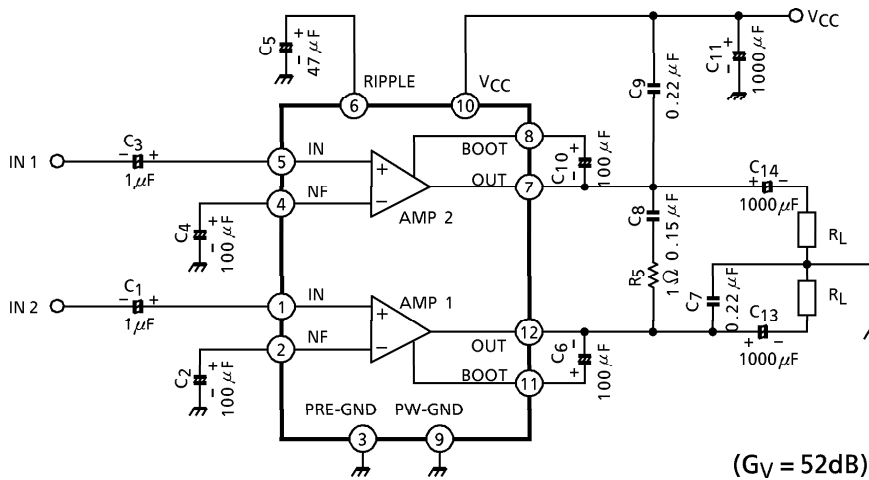 C5
47 μF
+
−
RIPPLE
VCC
6
10
C9
0.22 μF
C11
1000 μF
+
−
VCC
IN 1
C3
− +
1μF
5
IN
+
−
AMP 2
BOOT
8
OUT
7
C10
100 μF
+
−
C14
+ −
1000μF
RL
C4
100 μF
+
−
4
NF
C8
0.15 μF
R5
1 Ω
C7
0.22 μF
RL
IN 2
C1
− +
1μF
1
IN
+
−
AMP 1
OUT
12
C13
+ −
1000μF
C2
100 μF
+
−
2
NF
BOOT
11
C6
100 μF
−
+
PRE-GND
PW-GND
3
9
(GV = 52dB)